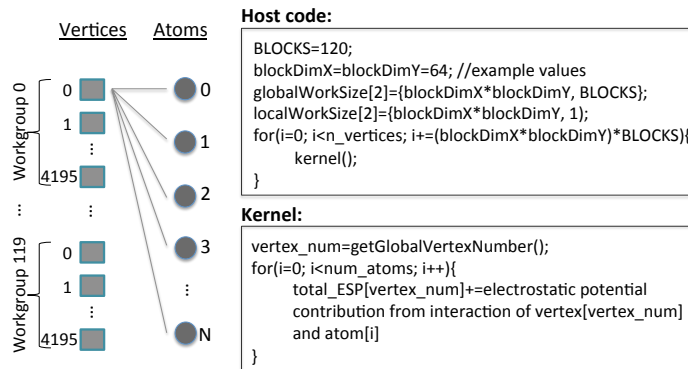 Vertices Atoms
Workgroup 0
0
1
...
4195
...
...
Workgroup 119
0
1
...
4195
0
1
2
3
...
N
Host code:
BLOCKS=120;
blockDimX=blockDimY=64; //example values
globalWorkSize[2]={blockDimX*blockDimY, BLOCKS};
localWorkSize[2]={blockDimX*blockDimY, 1);
for(i=0; i<n_vertices; i+=(blockDimX*blockDimY)*BLOCKS){
kernel();
}
Kernel:
vertex_num=getGlobalVertexNumber();
for(i=0; i<num_atoms; i++){
total_ESP[vertex_num]+=electrostatic potential
contribution from interaction of vertex[vertex_num]
and atom[i]
}